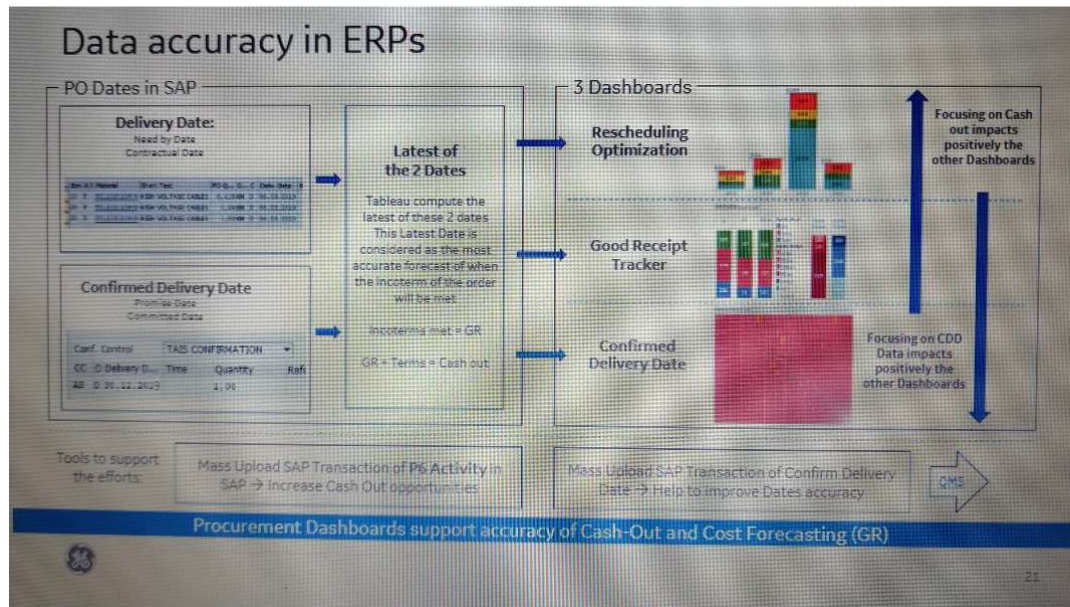 Data accuracy in ERPs
PO Dates in SAP
Delivery Date:
Need by Date
Contractual Date
Confirmed Delivery Date
Promise Date
Committed Date
Conf. Control TAIS CONFIRMATION
CC D Delivery D... Time Quantity
AB D 1,00
Latest of
the 2 Dates
Tableau compute the
latest of these 2 dates
This Latest Date is
considered as the most
accurate forecast of when
the Incoterm of the order
will be met
Incoterms met = GR
GR + Terms = Cash out
3 Dashboards
Rescheduling
Optimization
Good Receipt
Tracker
Confirmed
Delivery Date
Focusing on Cash
out impacts
positively the
other Dashboards
Focusing on CDD
Data impacts
positively the
other Dashboards
Tools to support
the efforts:
Mass Upload SAP Transaction of P6 Activity in
SAP → Increase Cash Out opportunities
Mass Upload SAP Transaction of Confirm Delivery
Date → Help to improve Dates accuracy
QMS
Procurement Dashboards support accuracy of Cash-Out and Cost Forecasting (GR)
21